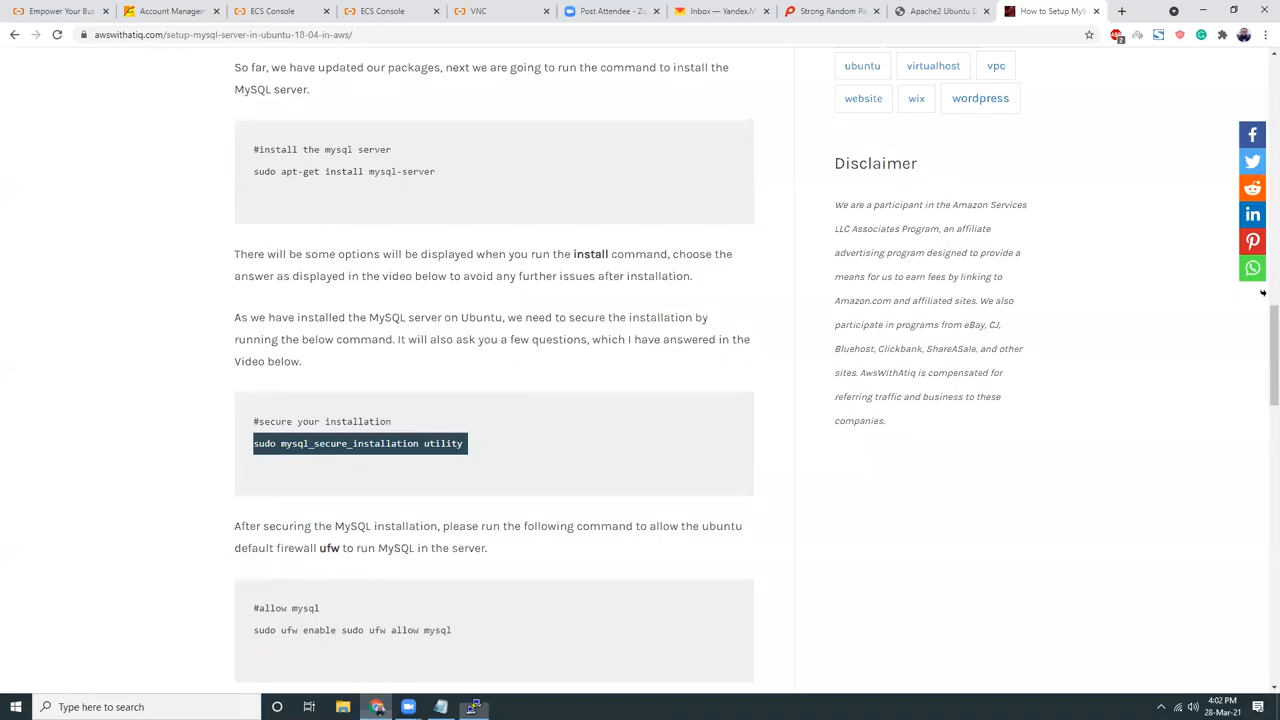 Empower Your Bus
Account Managem
ECS Console
ECS Console
VNC
Post Attendee - Zo
Inbox — Yandex.M
Strong Random Pa
Apache2 Ubuntu D
How to Setup MyS
awswithatiq.com/setup-mysql-server-in-ubuntu-18-04-in-aws/
So far, we have updated our packages, next we are going to run the command to install the
MySQL server.
#install the mysql server
sudo apt-get install mysql-server
There will be some options will be displayed when you run the install command, choose the
answer as displayed in the video below to avoid any further issues after installation.
As we have installed the MySQL server on Ubuntu, we need to secure the installation by
running the below command. It will also ask you a few questions, which I have answered in the
Video below.
#secure your installation
sudo mysql_secure_installation utility
After securing the MySQL installation, please run the following command to allow the ubuntu
default firewall ufw to run MySQL in the server.
#allow mysql
sudo ufw enable sudo ufw allow mysql
ubuntu virtualhost vpc
website wix wordpress
Disclaimer
We are a participant in the Amazon Services
LLC Associates Program, an affiliate
advertising program designed to provide a
means for us to earn fees by linking to
Amazon.com and affiliated sites. We also
participate in programs from eBay, CJ,
Bluehost, Clickbank, ShareASale, and other
sites. AwsWithAtiq is compensated for
referring traffic and business to these
companies.
Type here to search
4:02 PM
28-Mar-21